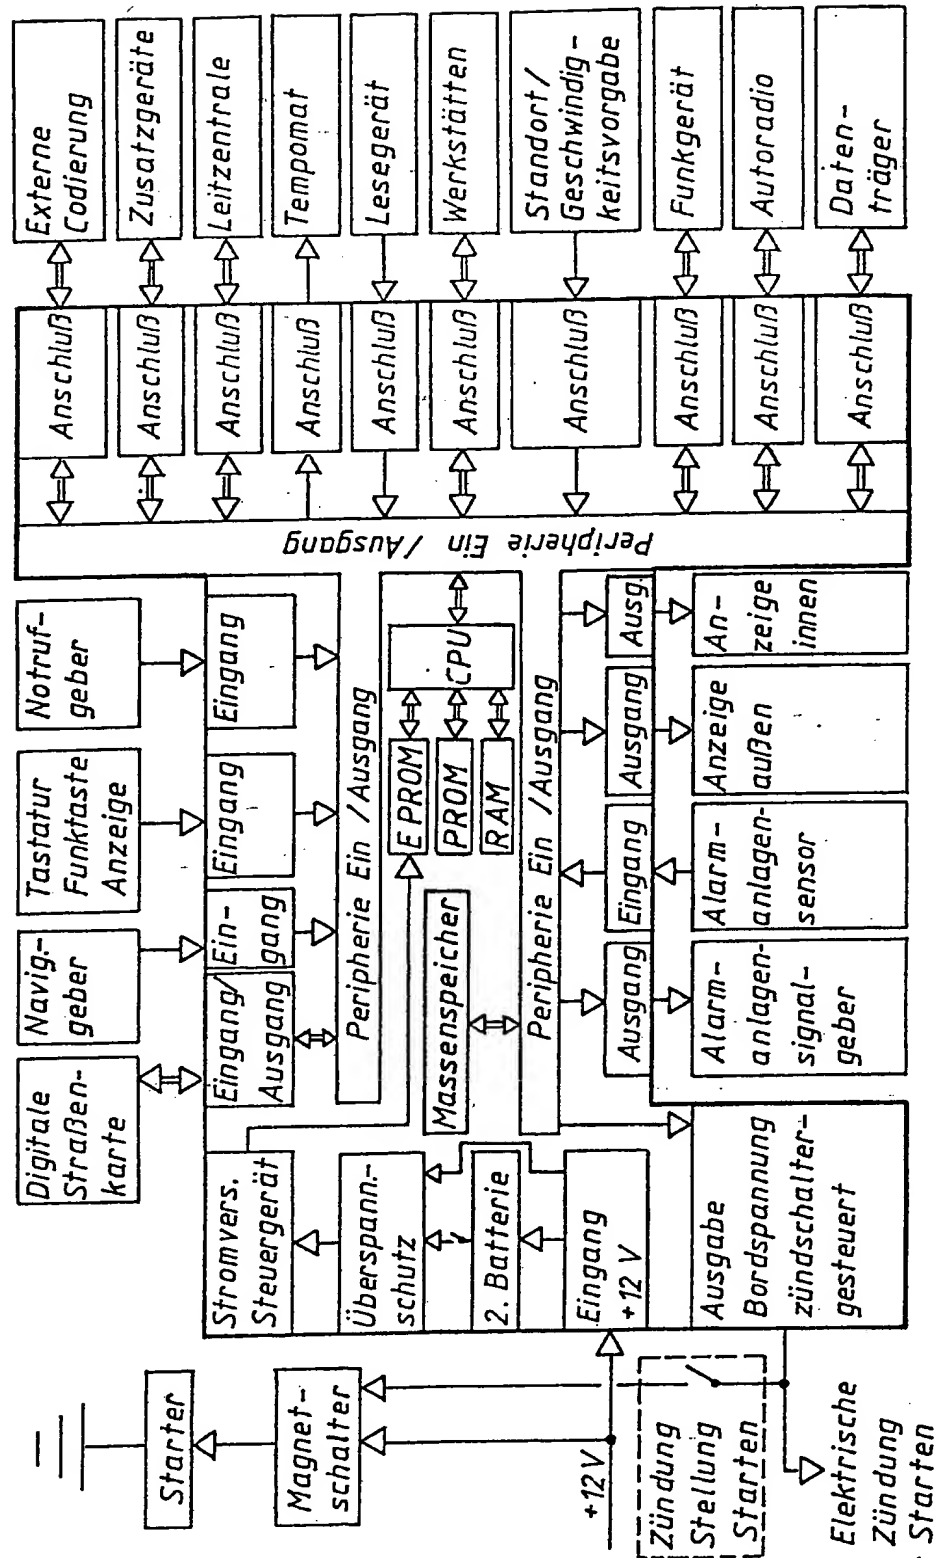 Starter
Magnet-
schalter
+12V
Zündung
Stellung
Starten
Elektrische
Zündung
Starten
Digitale
Straßen-
karte
Navig-
geber
Tastatur
Funktaste
Anzeige
Notruf-
geber
Stromvers.
Steuergerät
Eingang/
Ausgang
Ein-
gang
Eingang
Eingang
Peripherie Ein /Ausgang
Überspann.-
schutz
2. Batterie
Eingang
+12 V
Massenspeicher
EPROM
PROM
RAM
CPU
Peripherie Ein /Ausgang
Ausgang
Eingang
Ausgang
Ausg.
Ausgabe
Bordspannung
zündschalter-
gesteuert
Alarm-
anlagen-
signal-
geber
Alarm-
anlagen-
sensor
Anzeige
außen
An-
zeige
innen
Peripherie Ein /Ausgang
Anschluß
Externe
Codierung
Anschluß
Zusatzgeräte
Anschluß
Leitzentrale
Anschluß
Tempomat
Anschluß
Lesegerät
Anschluß
Werkstätten
Anschluß
Standort/
Geschwindig-
keitsvorgabe
Anschluß
Funkgerät
Anschluß
Autoradio
Anschluß
Daten-
träger